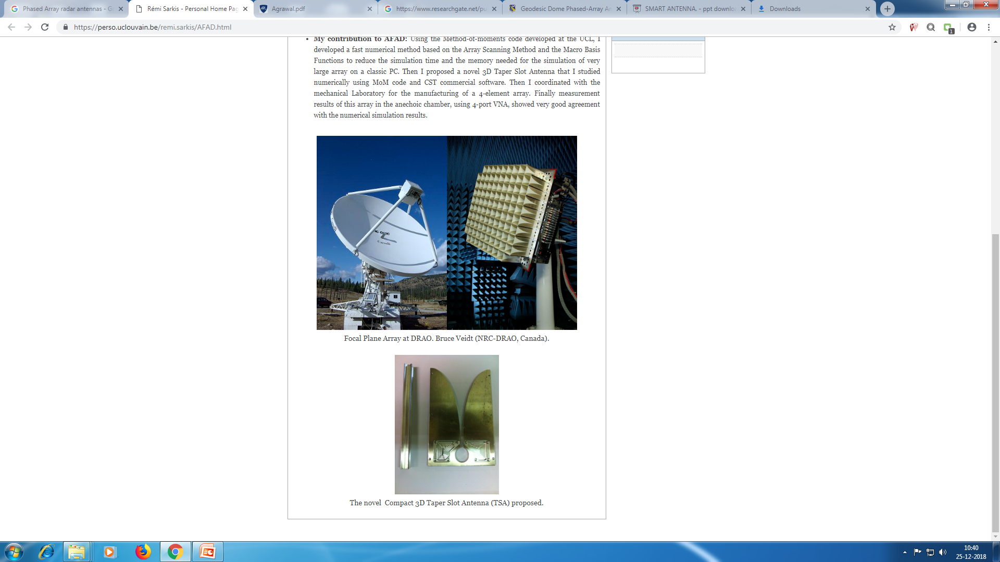 Phased Array radar antennas - G
Rémi Sarkis - Personal Home Pag
Agrawal.pdf
https://www.researchgate.net/pu
Geodesic Dome Phased-Array An
SMART ANTENNA. - ppt downlo
Downloads
https://perso.uclouvain.be/remi.sarkis/AFAD.html
1
• My contribution to AFAD: Using the Method-of-moments code developed at the UCL, I
developed a fast numerical method based on the Array Scanning Method and the Macro Basis
Functions to reduce the simulation time and the memory needed for the simulation of very
large array on a classic PC. Then I proposed a novel 3D Taper Slot Antenna that I studied
numerically using MoM code and CST commercial software. Then I coordinated with the
mechanical Laboratory for the manufacturing of a 4-element array. Finally measurement
results of this array in the anechoic chamber, using 4-port VNA, showed very good agreement
with the numerical simulation results.
Canada
Focal Plane Array at DRAO. Bruce Veidt (NRC-DRAO, Canada).
The novel Compact 3D Taper Slot Antenna (TSA) proposed.
10:40
25-12-2018